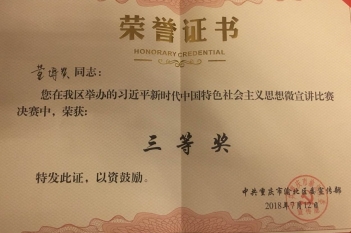 荣誉证书
HONORARY CREDENTIAL
同志：
您在我区举办的习近平新时代中国特色社会主义思想微宣讲比赛
决赛中，荣获：
三等奖
特发此证，以资鼓励。
中共重庆市渝北区委宣传部
2018年7月12日